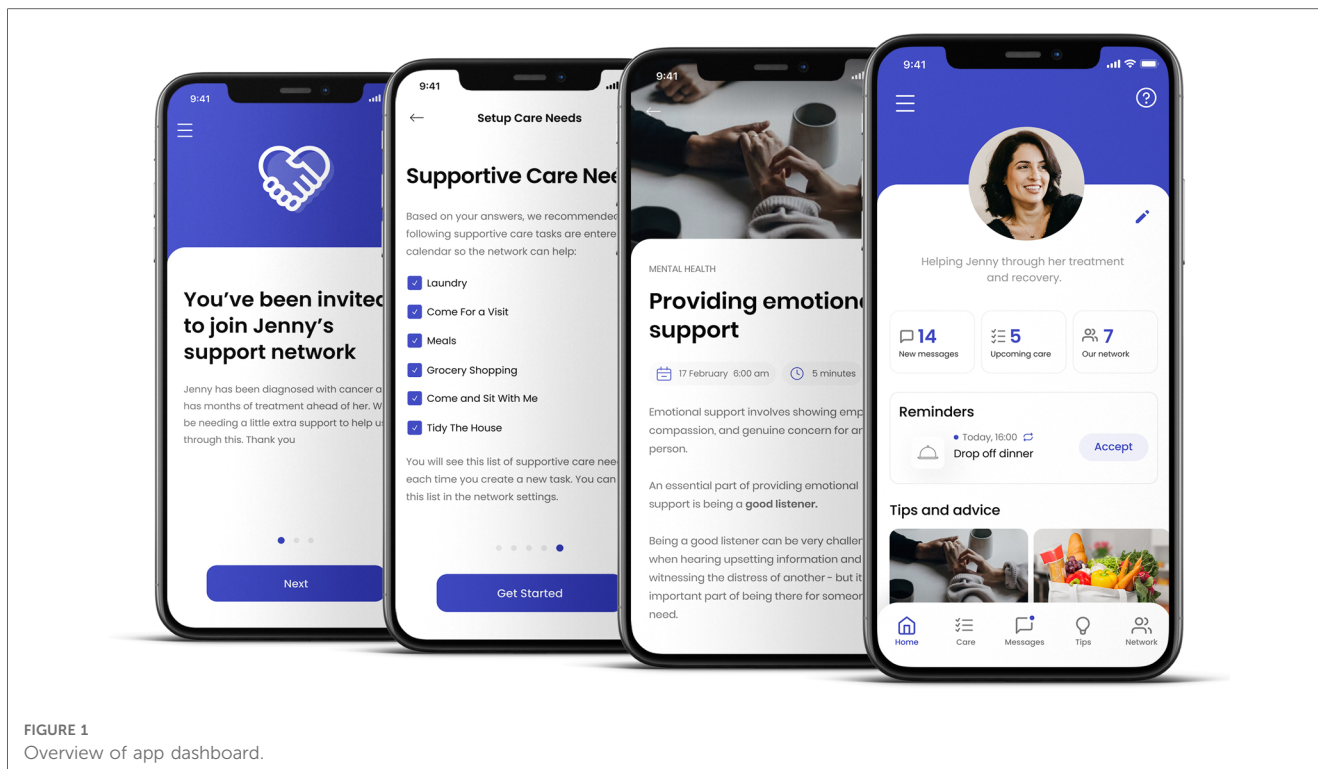 9:41
You've been invited
to join Jenny's
support network
Jenny has been diagnosed with cancer a
has months of treatment ahead of her. W
be needing a little extra support to help u
through this. Thank you
Next
9:41
Setup Care Needs
Supportive Care Nee
Based on your answers, we recommended
following supportive care tasks are entere
calendar so the network can help:
Laundry
Come For a Visit
Meals
Grocery Shopping
Come and Sit With Me
Tidy The House
You will see this list of supportive care nee
each time you create a new task. You can
this list in the network settings.
Get Started
9:41
MENTAL HEALTH
Providing emotion
support
17 February 6:00 am
5 minutes
Emotional support involves showing emp
compassion, and genuine concern for an
person.
An essential part of providing emotional
support is being a good listener.
Being a good listener can be very challen
when hearing upsetting information and
witnessing the distress of another - but it
important part of being there for someon
need.
9:41
Helping Jenny through her treatment
and recovery.
14
New messages
5
Upcoming care
7
Our network
Reminders
Today, 16:00
Drop off dinner
Accept
Tips and advice
Home
Care
Messages
Tips
Network
FIGURE 1
Overview of app dashboard.